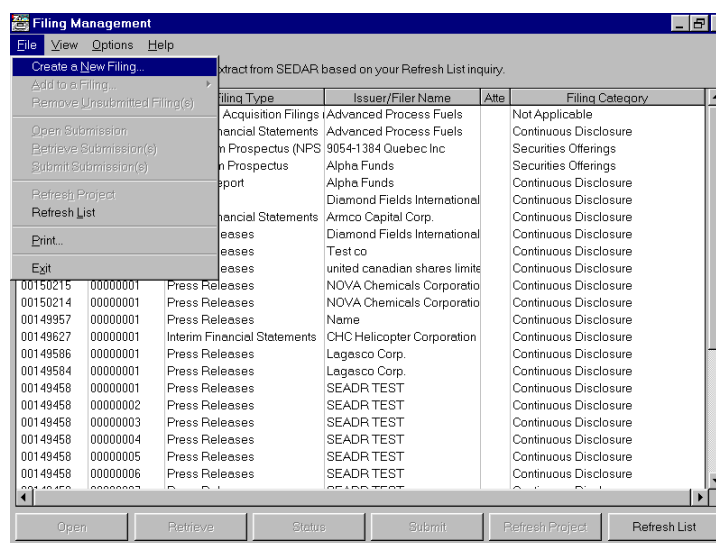 Filing Management
File View Options Help
Create a New Filing... xtract from SEDAR based on your Refresh List inquiry.
Add to a Filing...
Remove Unsubmitted Filing(s)
Open Submission
Retrieve Submission(s)
Submit Submission(s)
Refresh Project
Refresh List
Print...
Exit
Filing Type Issuer/Filer Name Atte Filing Category
Acquisition Filings Advanced Process Fuels Not Applicable
nancial Statements Advanced Process Fuels Continuous Disclosure
Prospectus (NPS 9054-1384 Quebec Inc Securities Offerings
Prospectus Alpha Funds Securities Offerings
eport Alpha Funds Continuous Disclosure
Diamond Fields International Continuous Disclosure
nancial Statements Armco Capital Corp. Continuous Disclosure
eases Diamond Fields International Continuous Disclosure
eases Test co Continuous Disclosure
eases united canadian shares limite Continuous Disclosure
00150215 00000001 Press Releases NOVA Chemicals Corporatio Continuous Disclosure
00150214 00000001 Press Releases NOVA Chemicals Corporatio Continuous Disclosure
00149957 00000001 Press Releases Name Continuous Disclosure
00149627 00000001 Interim Financial Statements CHC Helicopter Corporation Continuous Disclosure
00149586 00000001 Press Releases Lagasco Corp. Continuous Disclosure
00149584 00000001 Press Releases Lagasco Corp. Continuous Disclosure
00149458 00000001 Press Releases SEADR TEST Continuous Disclosure
00149458 00000002 Press Releases SEADR TEST Continuous Disclosure
00149458 00000003 Press Releases SEADR TEST Continuous Disclosure
00149458 00000004 Press Releases SEADR TEST Continuous Disclosure
00149458 00000005 Press Releases SEADR TEST Continuous Disclosure
00149458 00000006 Press Releases SEADR TEST Continuous Disclosure
Open Retrieve Status Submit Refresh Project Refresh List